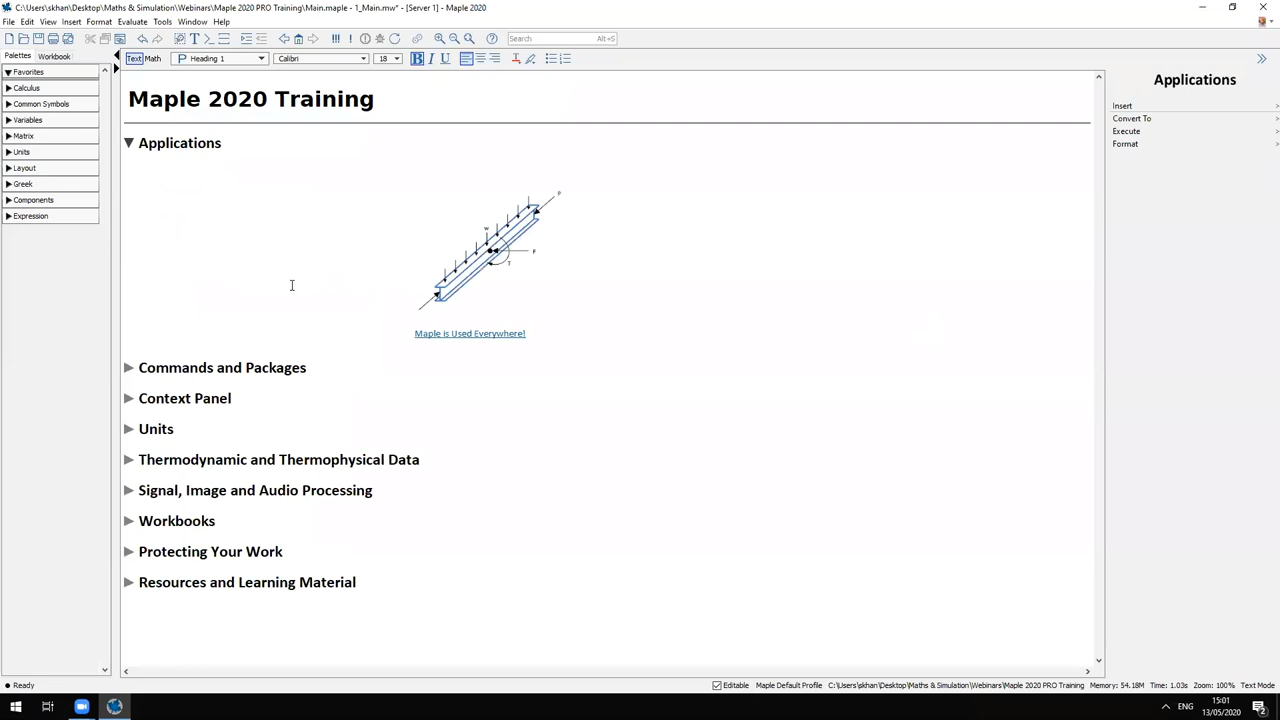 C:\Users\skhan\Desktop\Maths & Simulation\Webinars\Maple 2020 PRO Training\Main.maple - 1_Main.mw* - [Server 1] - Maple 2020
File Edit View Insert Format Evaluate Tools Window Help
Search Alt+S
Palettes Workbook
Text Math P Heading 1 Calibri 18 B I U
Favorites
Calculus
Common Symbols
Variables
Matrix
Units
Layout
Greek
Components
Expression
Maple 2020 Training
Applications
P
w
F
T
Maple is Used Everywhere!
Commands and Packages
Context Panel
Units
Thermodynamic and Thermophysical Data
Signal, Image and Audio Processing
Workbooks
Protecting Your Work
Resources and Learning Material
Applications
Insert
Convert To
Execute
Format
Ready
Editable Maple Default Profile C:\Users\skhan\Desktop\Maths & Simulation\Webinars\Maple 2020 PRO Training Memory: 54.18M Time: 1.03s Zoom: 100% Text Mode
ENG
15:01
13/05/2020
2